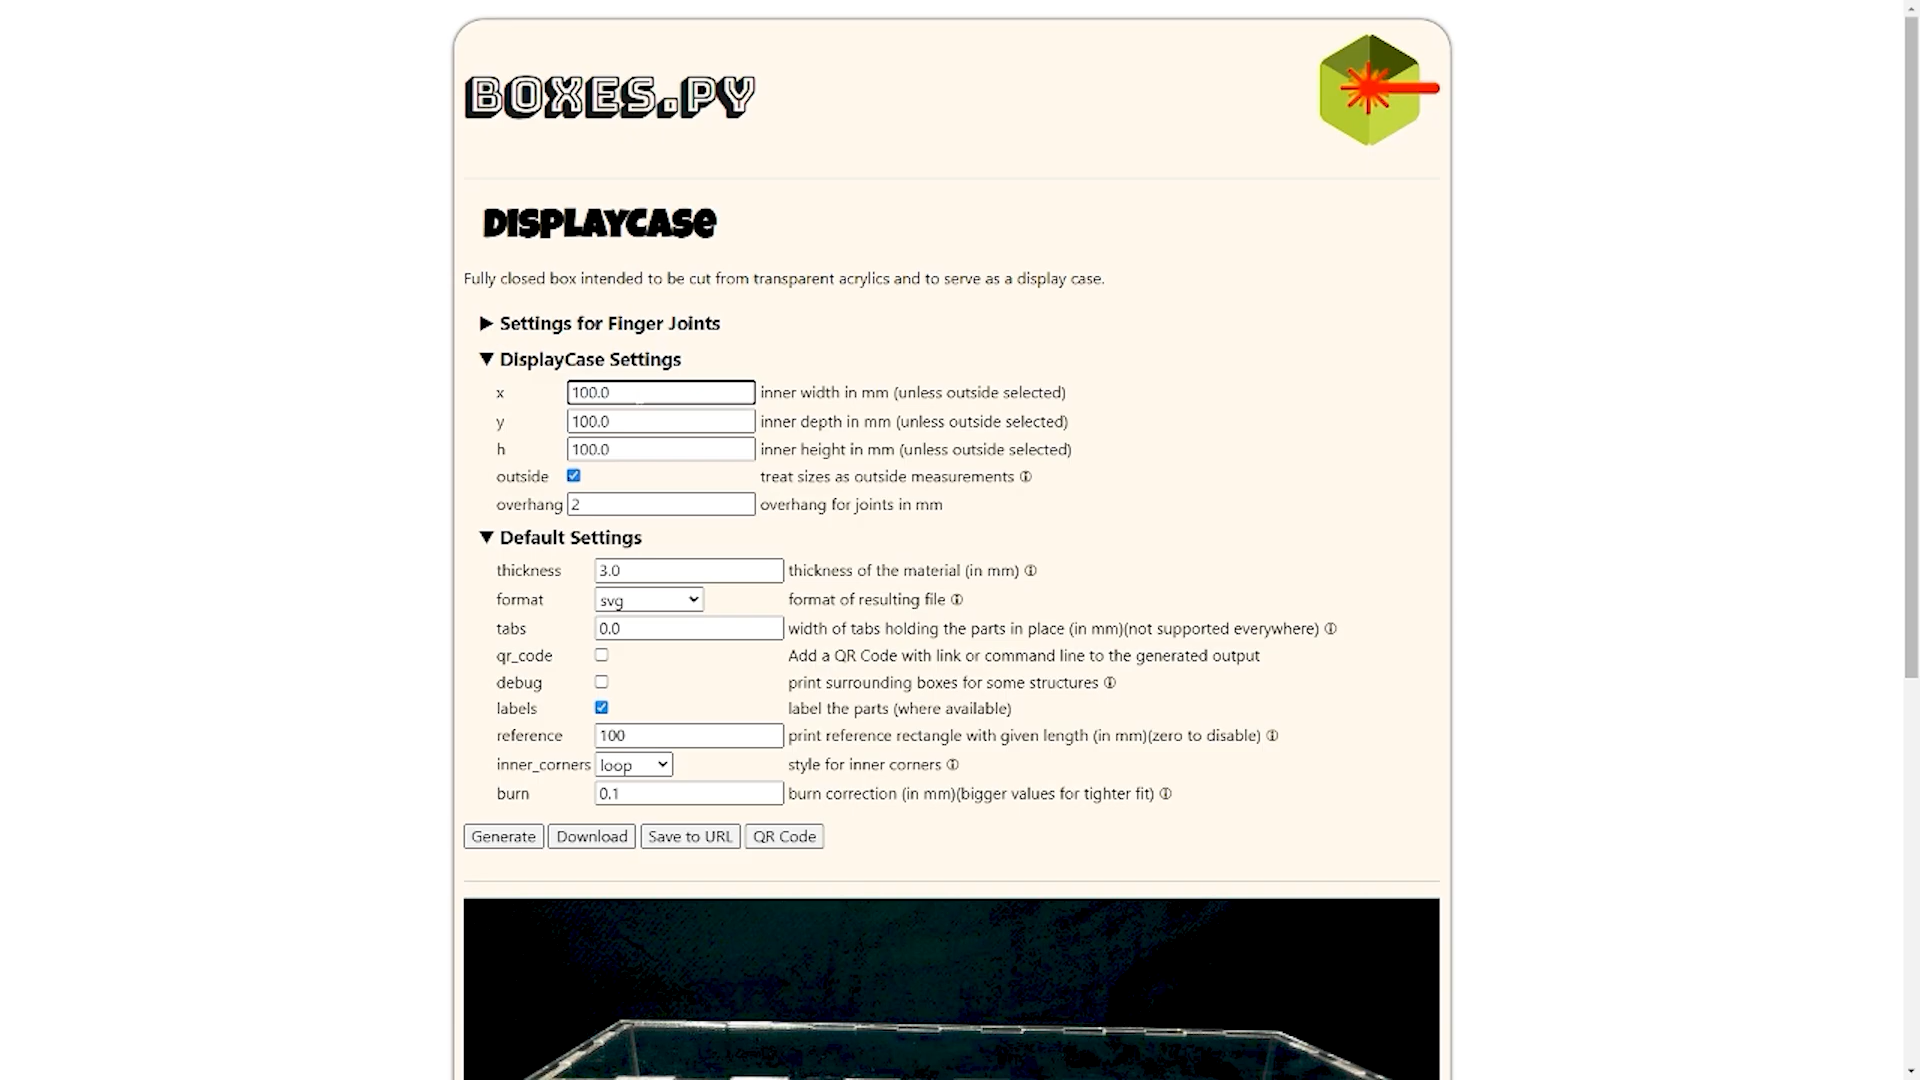 BOXES.PY
DISPLAYCASE
Fully closed box intended to be cut from transparent acrylics and to serve as a display case.
▶ Settings for Finger Joints
▼ DisplayCase Settings
x 100.0 inner width in mm (unless outside selected)
y 100.0 inner depth in mm (unless outside selected)
h 100.0 inner height in mm (unless outside selected)
outside treat sizes as outside measurements ⓘ
overhang 2 overhang for joints in mm
▼ Default Settings
thickness 3.0 thickness of the material (in mm) ⓘ
format svg format of resulting file ⓘ
tabs 0.0 width of tabs holding the parts in place (in mm)(not supported everywhere) ⓘ
qr_code Add a QR Code with link or command line to the generated output
debug print surrounding boxes for some structures ⓘ
labels label the parts (where available)
reference 100 print reference rectangle with given length (in mm)(zero to disable) ⓘ
inner_corners loop style for inner corners ⓘ
burn 0.1 burn correction (in mm)(bigger values for tighter fit) ⓘ
Generate Download Save to URL QR Code